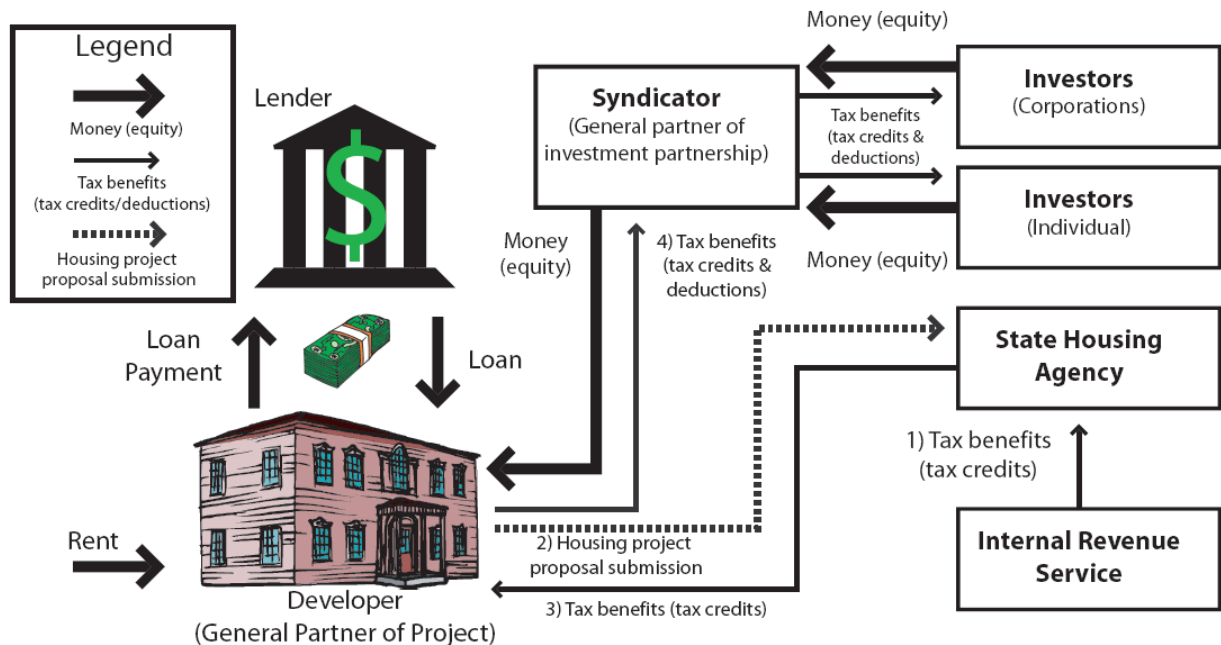 Legend
Money (equity)
Tax benefits
(tax credits/deductions)
Housing project
proposal submission
Lender
$
Loan
Payment
Loan
Rent
Developer
(General Partner of Project)
Syndicator
(General partner of
investment partnership)
Money
(equity)
4) Tax benefits
(tax credits &
deductions)
Money (equity)
Tax benefits
(tax credits &
deductions)
Money (equity)
Investors
(Corporations)
Investors
(Individual)
State Housing
Agency
1) Tax benefits
(tax credits)
Internal Revenue
Service
2) Housing project
proposal submission
3) Tax benefits (tax credits)